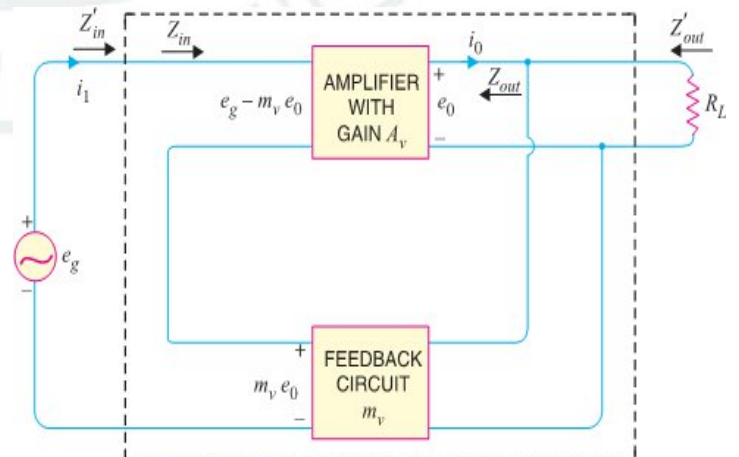 Z'in
Zin
i1
i0
Z'out
Zout
AMPLIFIER
WITH
GAIN Av
eg – mv e0
+
e0
–
RL
+
eg
–
+
mv e0
–
FEEDBACK
CIRCUIT
mv